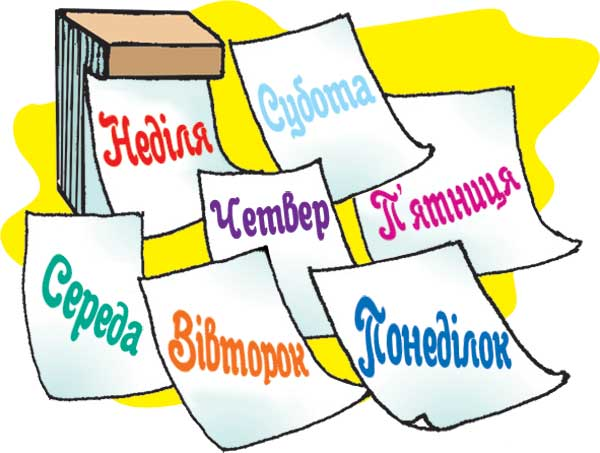 Субота
Неділя
П'ятниця
Четвер
Середа
Вівторок
Понеділок